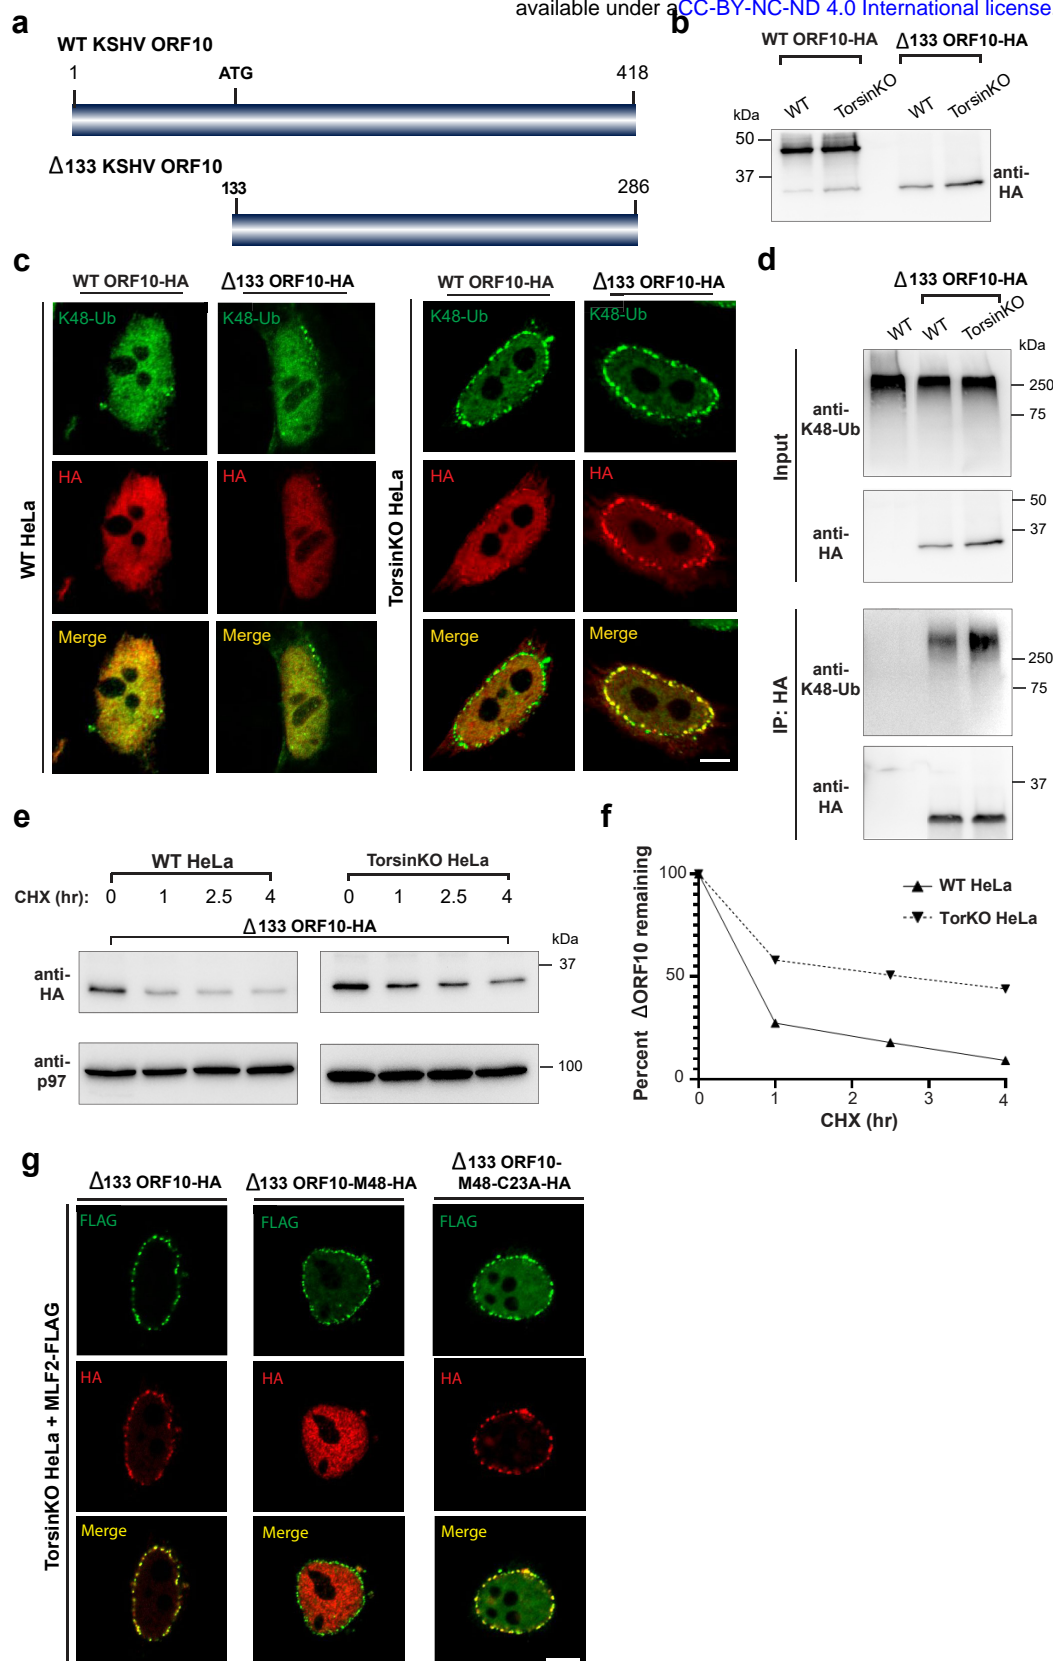 available under aCC-BY-NC-ND 4.0 International license
a
WT KSHV ORF10
1 ATG 418
Δ133 KSHV ORF10
133 286
b
WT ORF10-HA Δ133 ORF10-HA
WT TorsinKO WT TorsinKO
kDa
50
37
anti-
HA
c
WT ORF10-HA Δ133 ORF10-HA WT ORF10-HA Δ133 ORF10-HA
WT HeLa
TorsinKO HeLa
K48-Ub K48-Ub K48-Ub K48-Ub
HA HA HA HA
Merge Merge Merge Merge
d
Δ133 ORF10-HA
WT WT TorsinKO
kDa
Input
anti-
K48-Ub
250
75
anti-
HA
50
37
IP: HA
anti-
K48-Ub
250
75
anti-
HA
37
e
WT HeLa TorsinKO HeLa
CHX (hr): 0 1 2.5 4 0 1 2.5 4
Δ133 ORF10-HA
kDa
anti-
HA
37
anti-
p97
100
f
Percent ΔORF10 remaining
100
50
0
0 1 2 3 4
CHX (hr)
WT HeLa
TorKO HeLa
g
Δ133 ORF10-HA Δ133 ORF10-M48-HA Δ133 ORF10-
M48-C23A-HA
TorsinKO HeLa + MLF2-FLAG
FLAG FLAG FLAG
HA HA HA
Merge Merge Merge